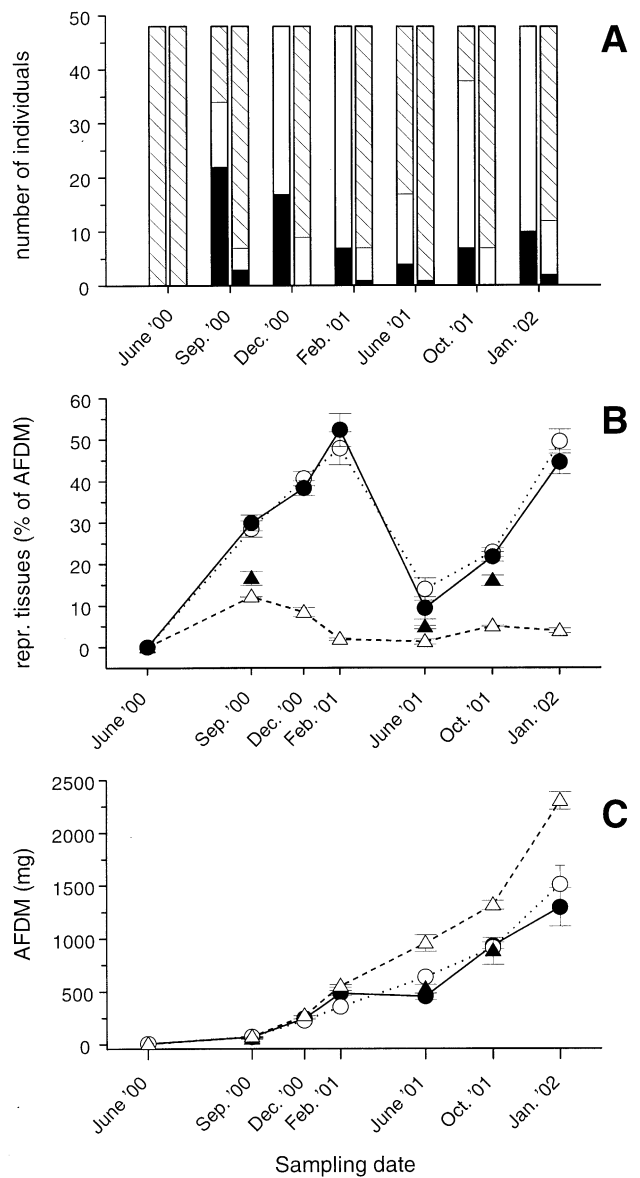 A
number of individuals
50
40
30
20
10
0
June '00
Sep. '00
Dec. '00
Feb. '01
June '01
Oct. '01
Jan. '02
B
repr. tissues (% of AFDM)
60
50
40
30
20
10
0
June '00
Sep. '00
Dec. '00
Feb. '01
June '01
Oct. '01
Jan. '02
C
AFDM (mg)
2500
2000
1500
1000
500
0
June '00
Sep. '00
Dec. '00
Feb. '01
June '01
Oct. '01
Jan. '02
Sampling date